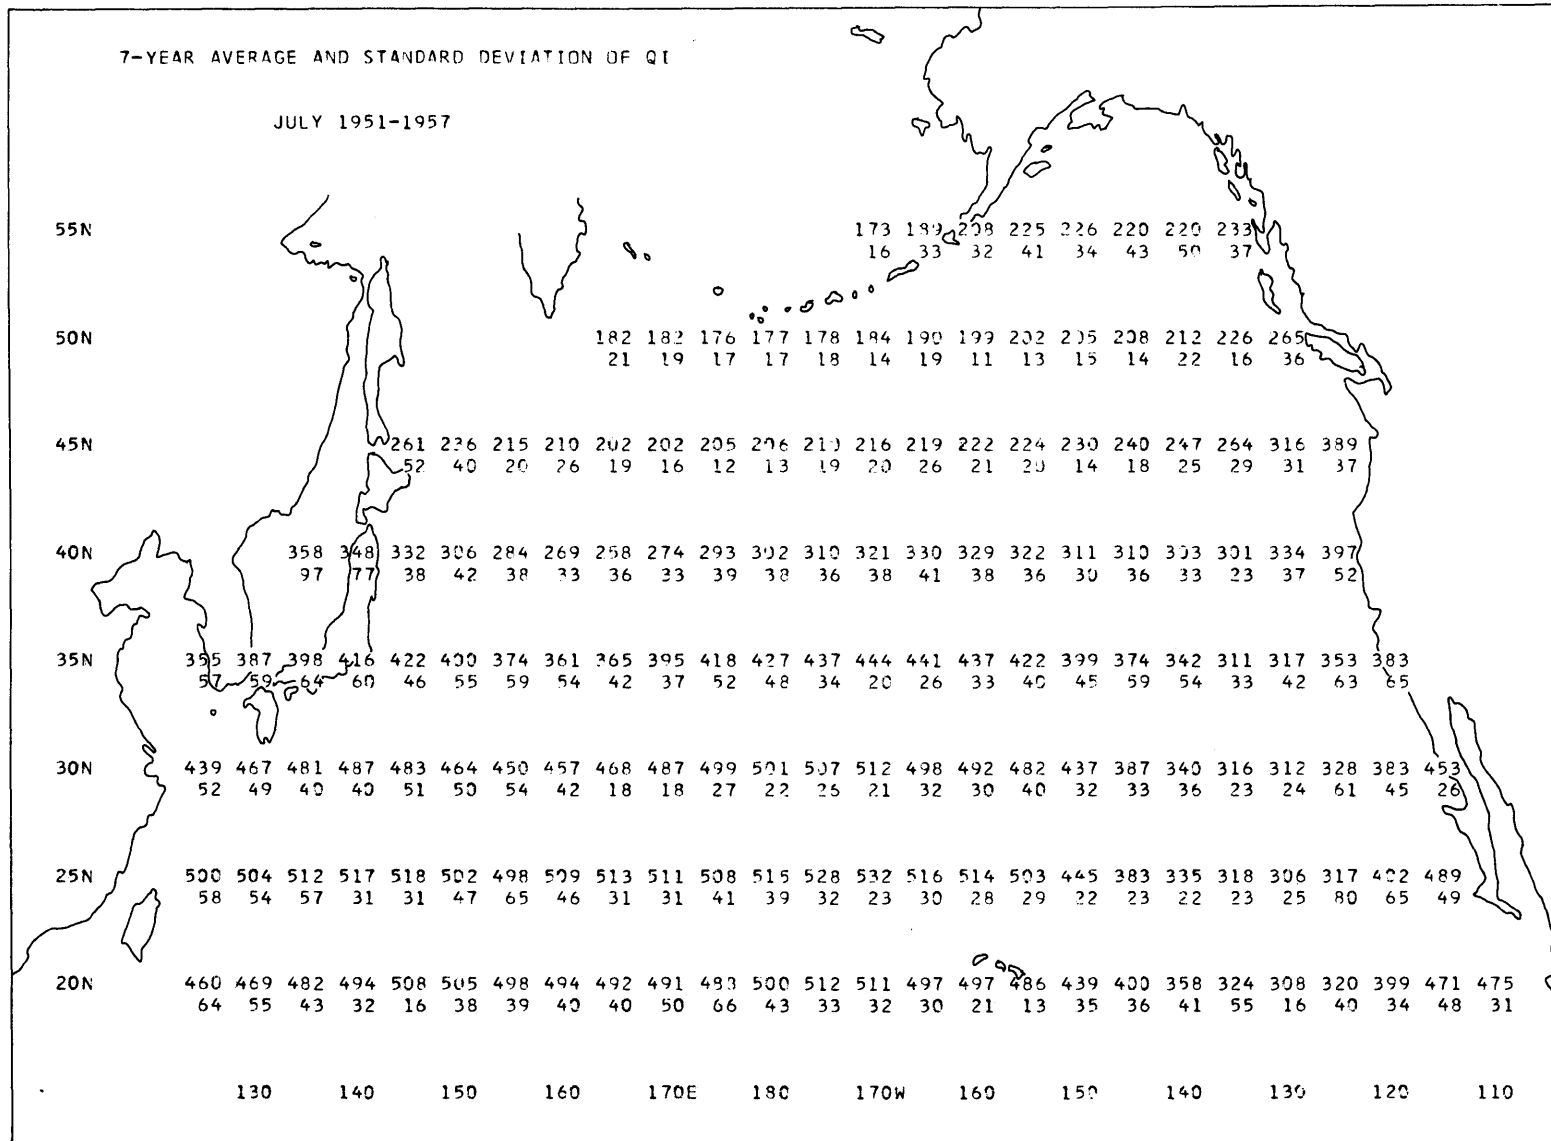 7-YEAR AVERAGE AND STANDARD DEVIATION OF QI
JULY 1951-1957
55N 173 189 208 225 226 220 220 233
16 33 32 41 34 43 50 37
50N 182 182 176 177 178 184 190 199 202 205 208 212 226 265
21 19 17 17 18 14 19 11 13 15 14 22 16 36
45N 261 236 215 210 202 202 205 206 210 216 219 222 224 230 240 247 264 316 389
52 40 20 26 19 16 12 13 19 20 26 21 20 14 18 25 29 31 37
40N 358 348 332 306 284 269 258 274 293 302 310 321 330 329 322 311 310 303 301 334 397
97 77 38 42 38 33 36 33 39 38 36 38 41 38 36 30 36 33 23 37 52
35N 355 387 398 416 422 400 374 361 365 395 418 427 437 444 441 437 422 399 374 342 311 317 353 383
57 59 64 60 46 55 59 54 42 37 52 48 34 20 26 33 40 45 59 54 33 42 63 65
30N 439 467 481 487 483 464 450 457 468 487 499 501 507 512 498 492 482 437 387 340 316 312 328 383 453
52 49 40 40 51 50 54 42 18 18 27 22 26 21 32 30 40 32 33 36 23 24 61 45 26
25N 500 504 512 517 518 502 498 509 513 511 508 515 528 532 516 514 503 445 383 335 318 306 317 402 489
58 54 57 31 31 47 65 46 31 31 41 39 32 23 30 28 29 22 23 22 23 25 80 65 49
20N 460 469 482 494 508 505 498 494 492 491 483 500 512 511 497 497 486 439 400 358 324 308 320 399 471 475
64 55 43 32 16 38 39 40 40 50 66 43 33 32 30 21 13 35 36 41 55 16 40 34 48 31
130 140 150 160 170E 180 170W 160 150 140 130 120 110